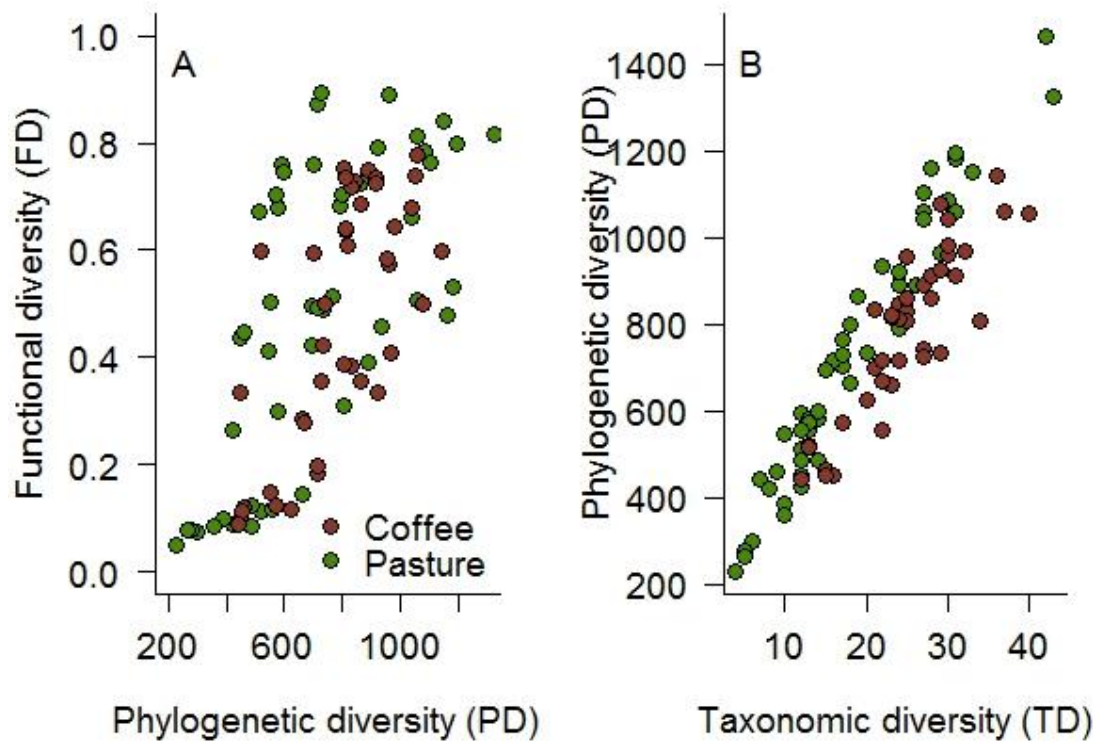 A
Functional diversity (FD)
1.0
0.8
0.6
0.4
0.2
0.0
Coffee
Pasture
200 600 1000
Phylogenetic diversity (PD)
B
Phylogenetic diversity (PD)
1400
1200
1000
800
600
400
200
10 20 30 40
Taxonomic diversity (TD)